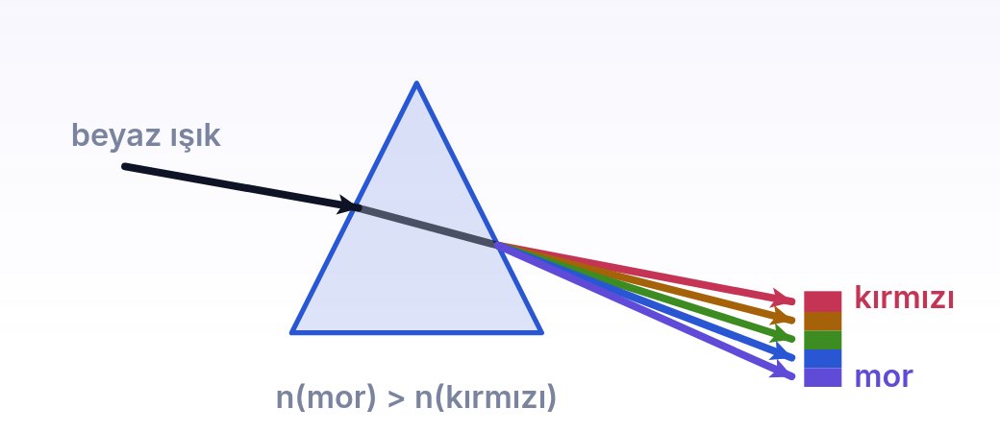 beyaz ışık
kırmızı
mor
n(mor) > n(kırmızı)